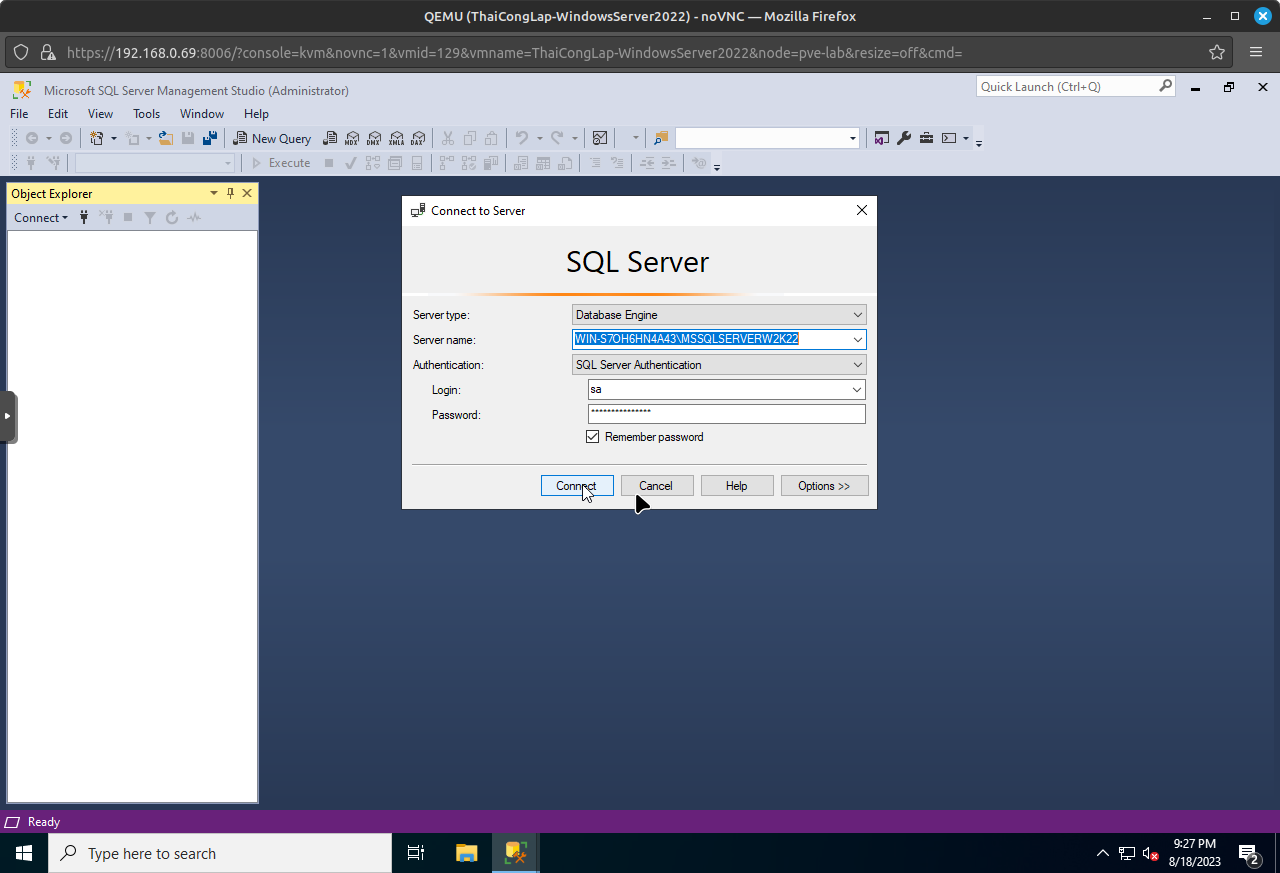 QEMU (ThaiCongLap-WindowsServer2022) - noVNC — Mozilla Firefox
https://192.168.0.69:8006/?console=kvm&novnc=1&vmid=129&vmname=ThaiCongLap-WindowsServer2022&node=pve-lab&resize=off&cmd=
Microsoft SQL Server Management Studio (Administrator)
Quick Launch (Ctrl+Q)
File Edit View Tools Window Help
New Query MDX DMX XMLA DAX
Execute
Object Explorer
Connect
Connect to Server
SQL Server
Server type: Database Engine
Server name: WIN-S7OH6HN4A43\MSSQLSERVERW2K22
Authentication: SQL Server Authentication
Login: sa
Password: ***************
Remember password
Connect Cancel Help Options >>
Ready
Type here to search
9:27 PM
8/18/2023
2